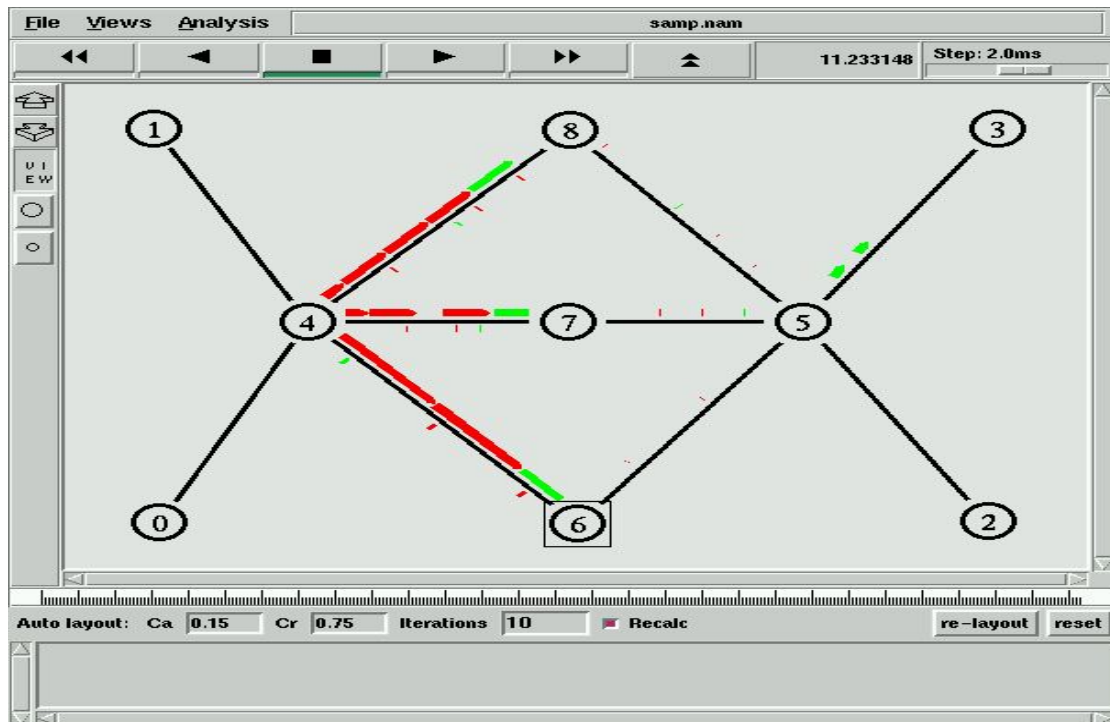 File Views Analysis samp.nam
11.233148 Step: 2.0ms
1 8 3
V I
E W
4 7 5
0 6 2
Auto layout: Ca 0.15 Cr 0.75 Iterations 10 Recalc re-layout reset